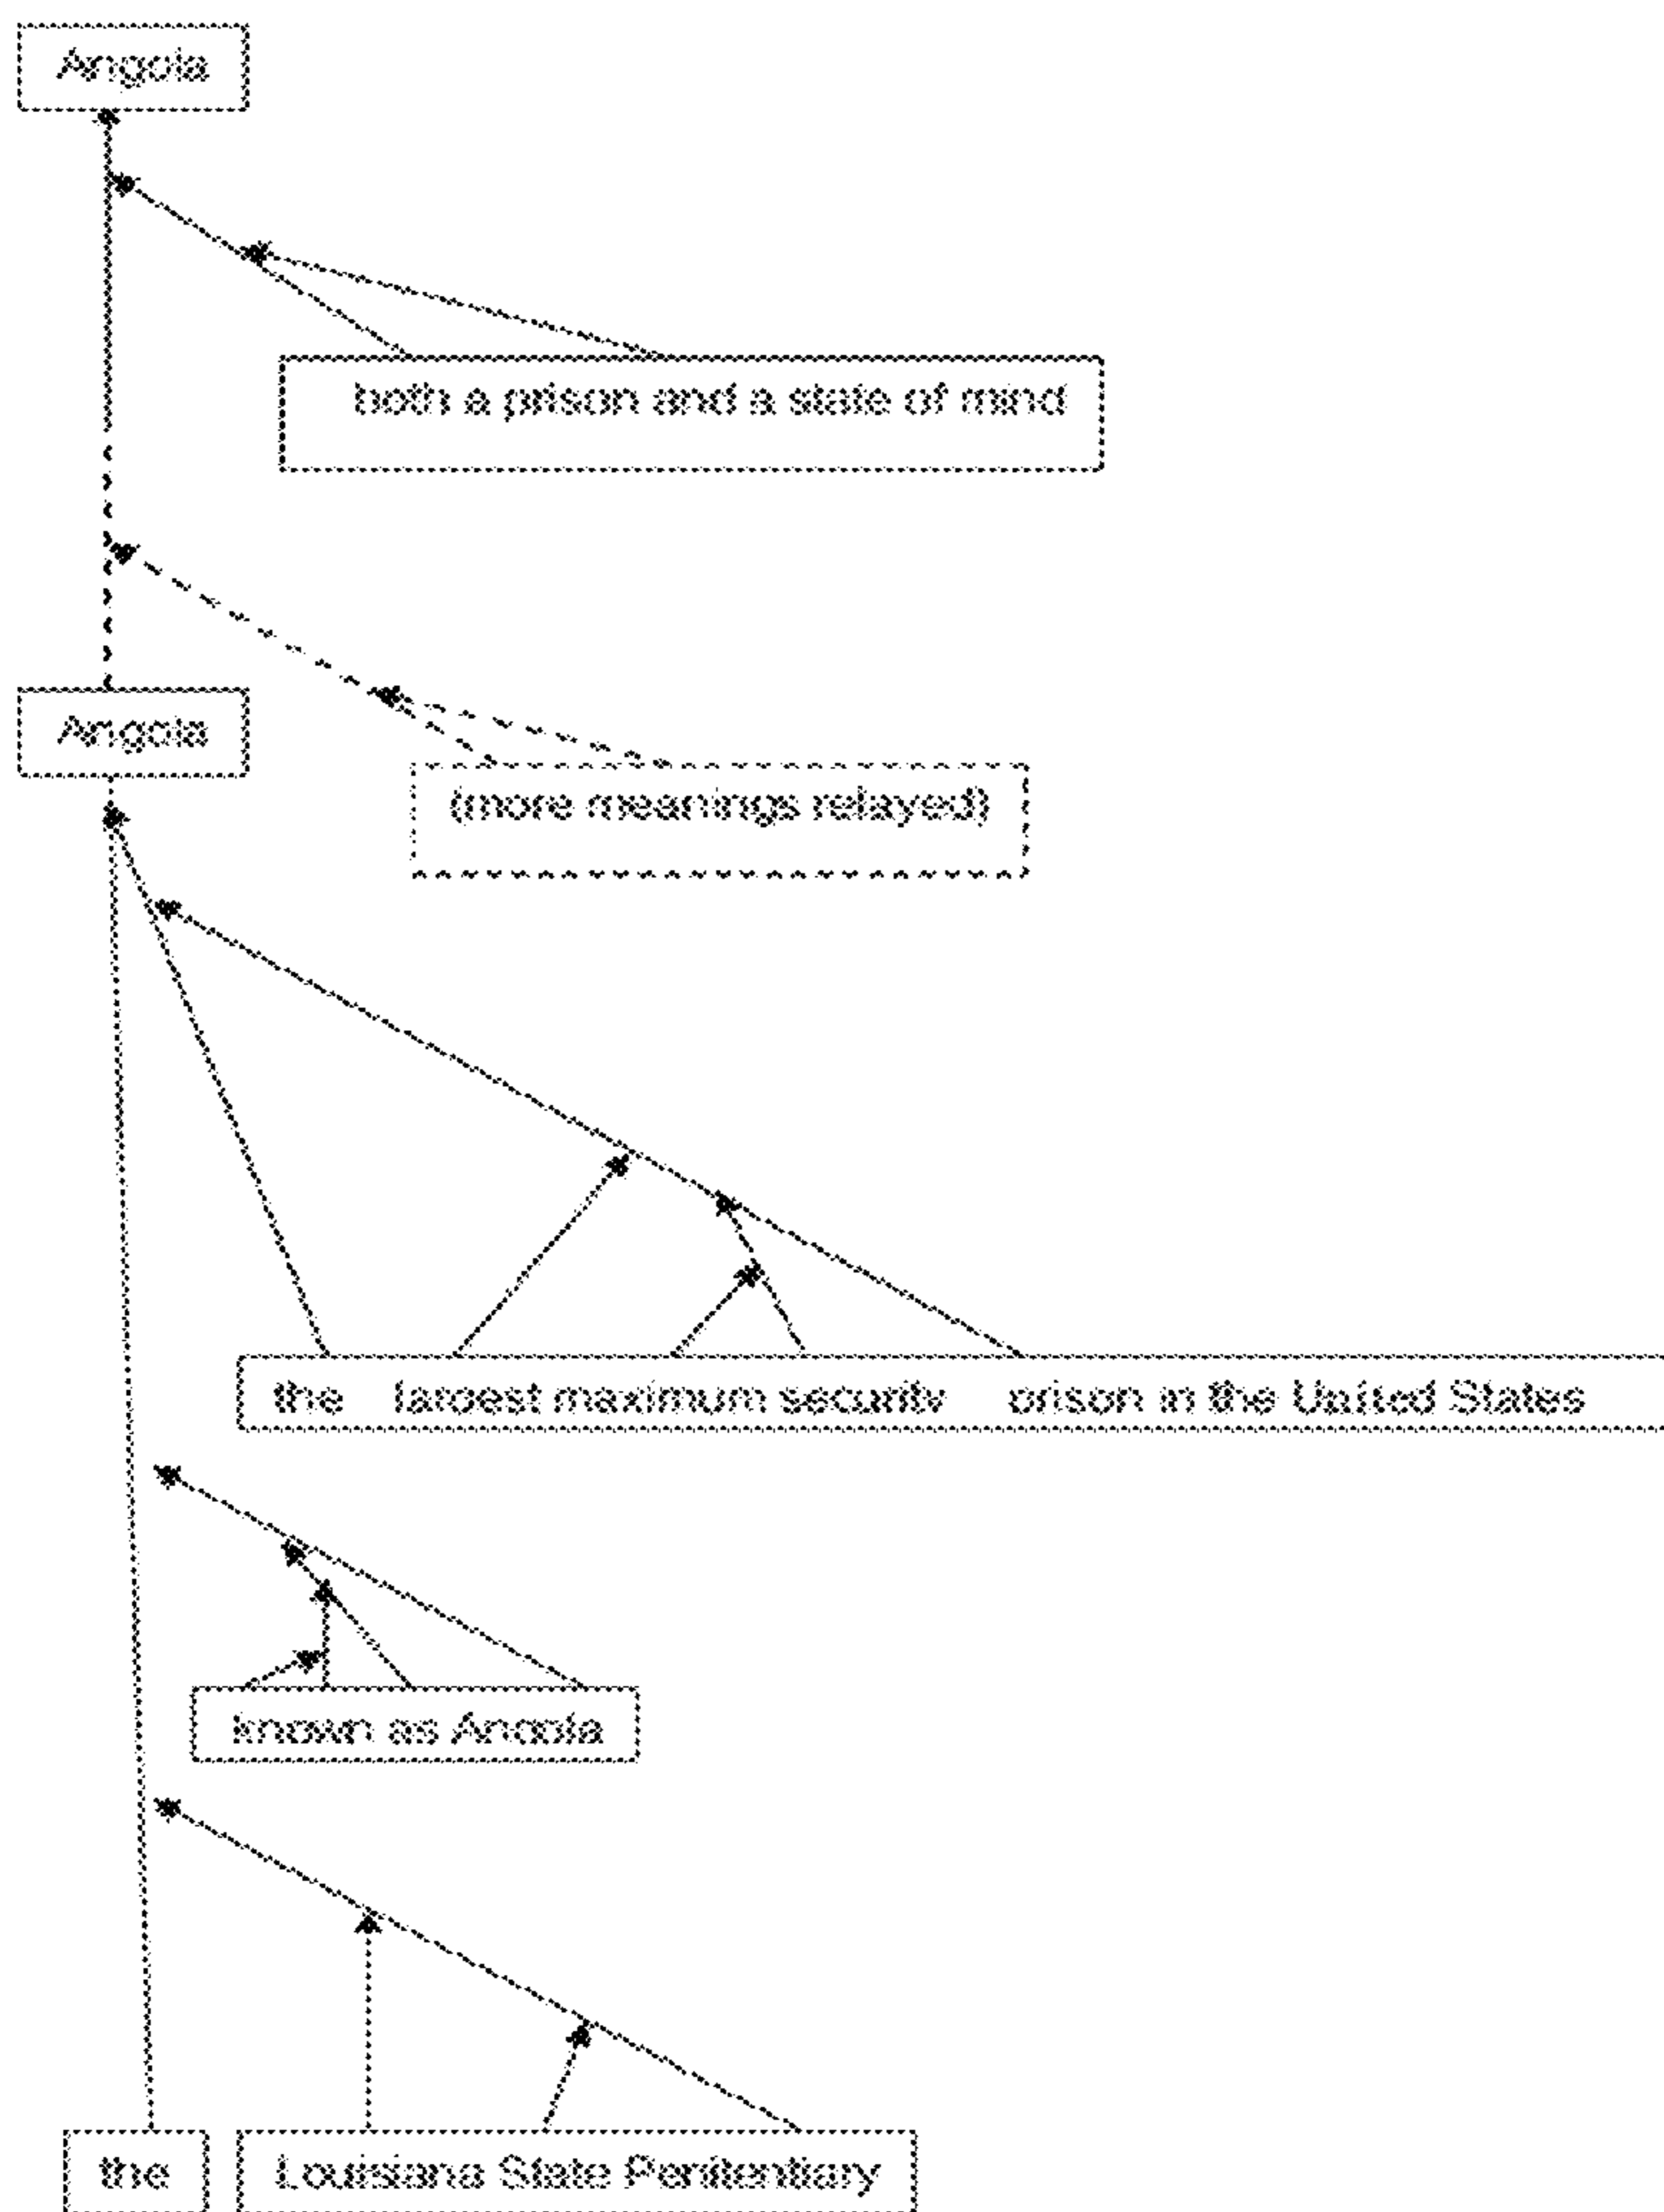 Angola
both a prison and a state of mind
Angola
(more meanings relayed)
the largest maximum security prison in the United States
known as Angola
the Louisiana State Penitentiary